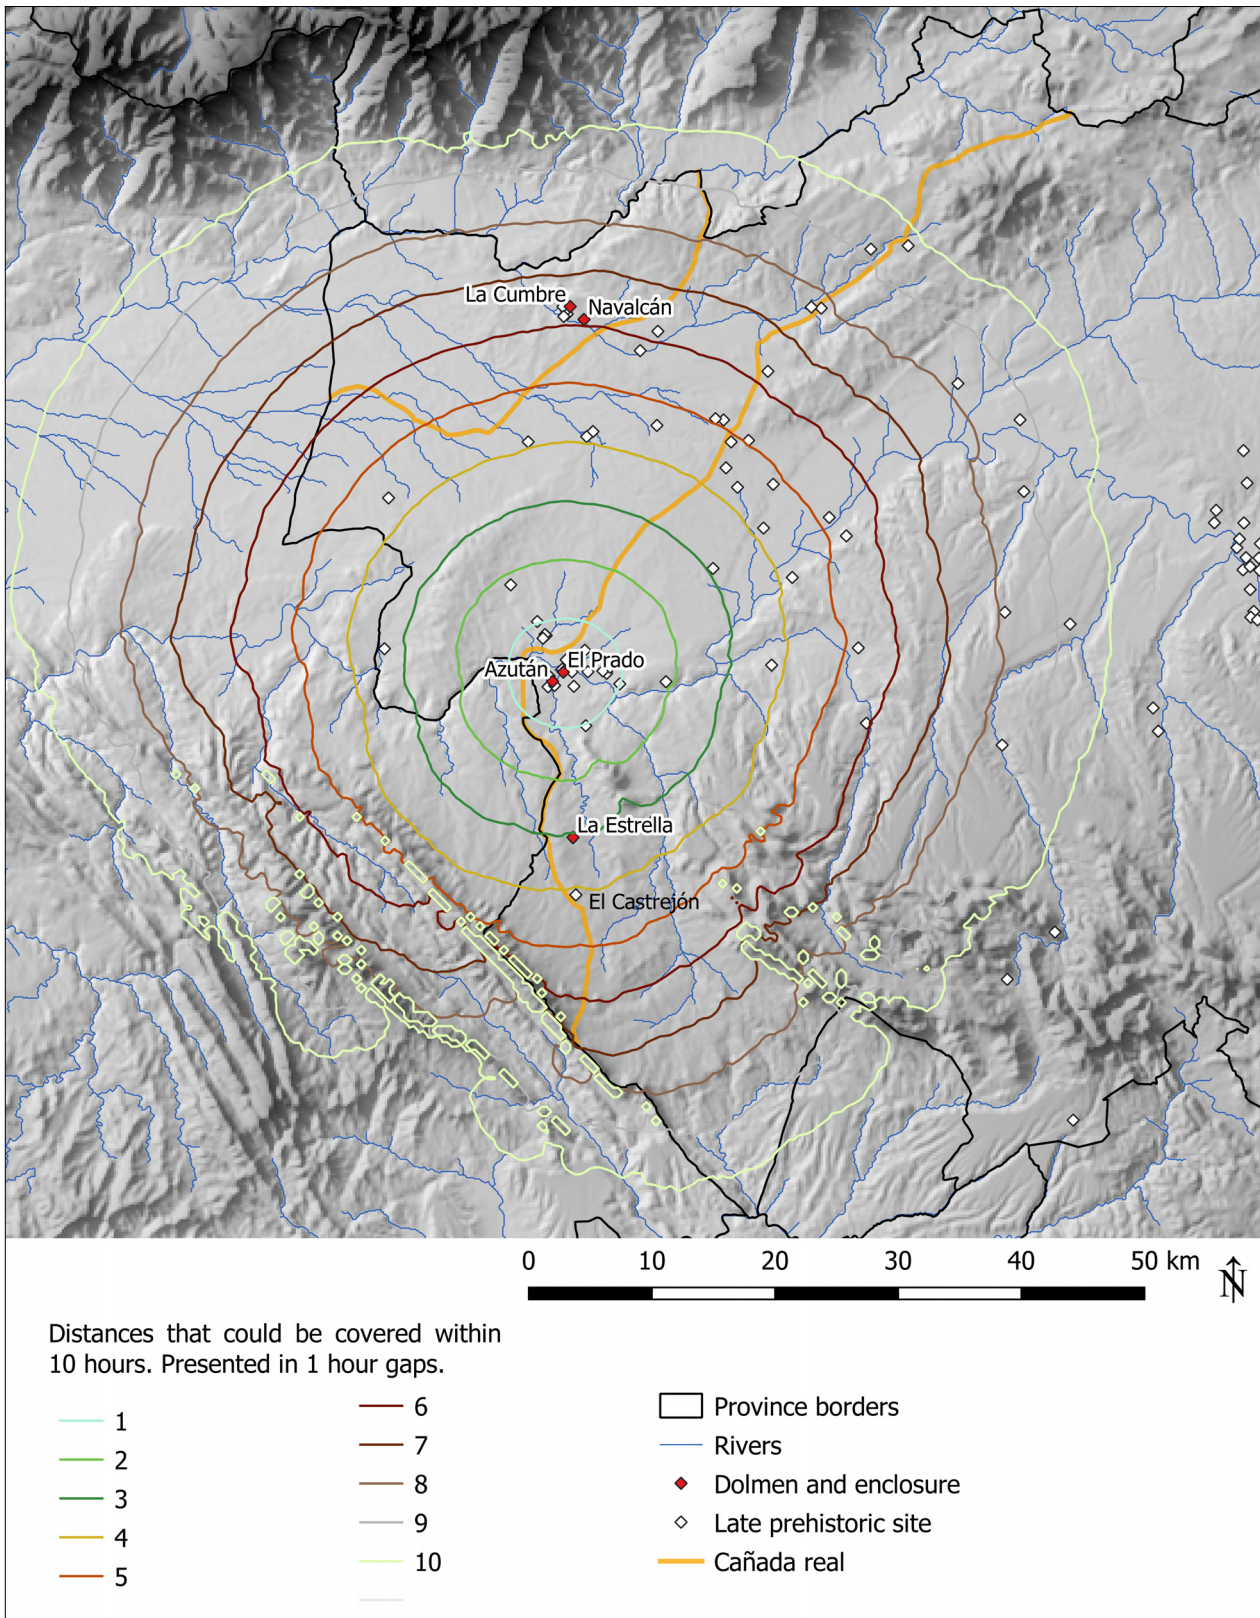 La Cumbre
Navalcán
El Prado
Azután
La Estrella
El Castrejón
0 10 20 30 40 50 km
N
Distances that could be covered within
10 hours. Presented in 1 hour gaps.
1
2
3
4
5
6
7
8
9
10
Province borders
Rivers
Dolmen and enclosure
Late prehistoric site
Cañada real